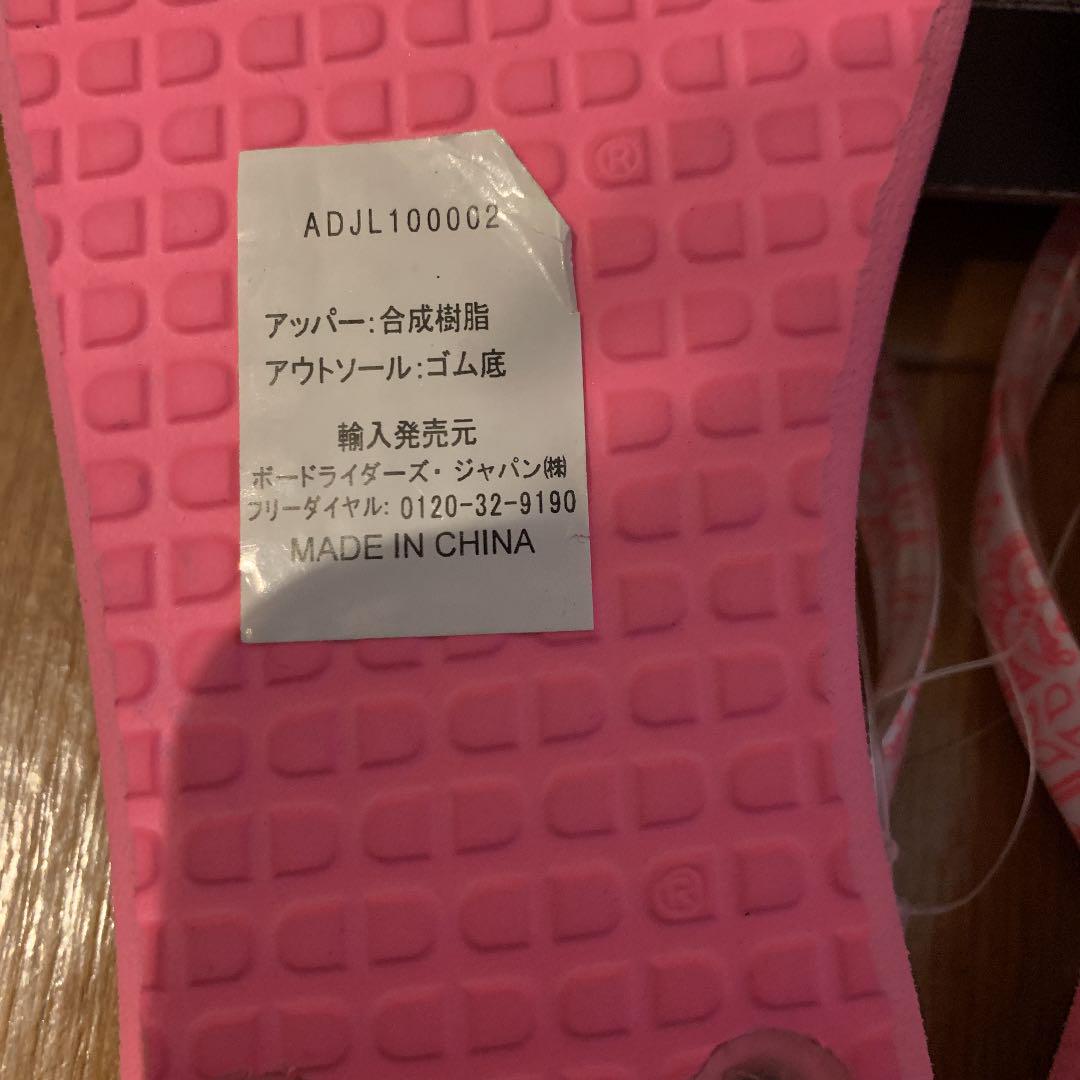 ADJL100002
アッパー:合成樹脂
アウトソール:ゴム底
輸入発売元
ボードライダーズ・ジャパン㈱
フリーダイヤル: 0120-32-9190
MADE IN CHINA
®
®